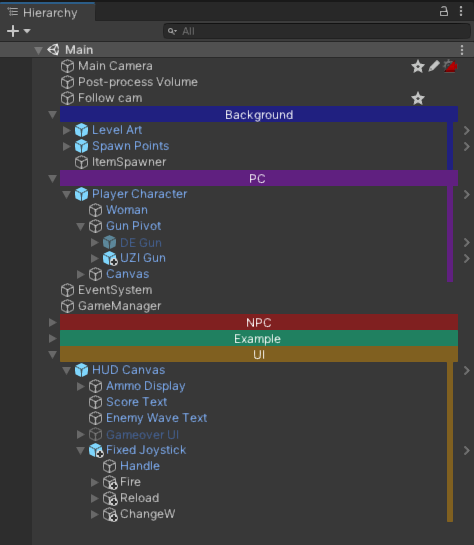 Hierarchy
All
Main
Main Camera
Post-process Volume
Follow cam
Background
Level Art
Spawn Points
ItemSpawner
PC
Player Character
Woman
Gun Pivot
DE Gun
UZI Gun
Canvas
EventSystem
GameManager
NPC
Example
UI
HUD Canvas
Ammo Display
Score Text
Enemy Wave Text
Gameover UI
Fixed Joystick
Handle
Fire
Reload
ChangeW